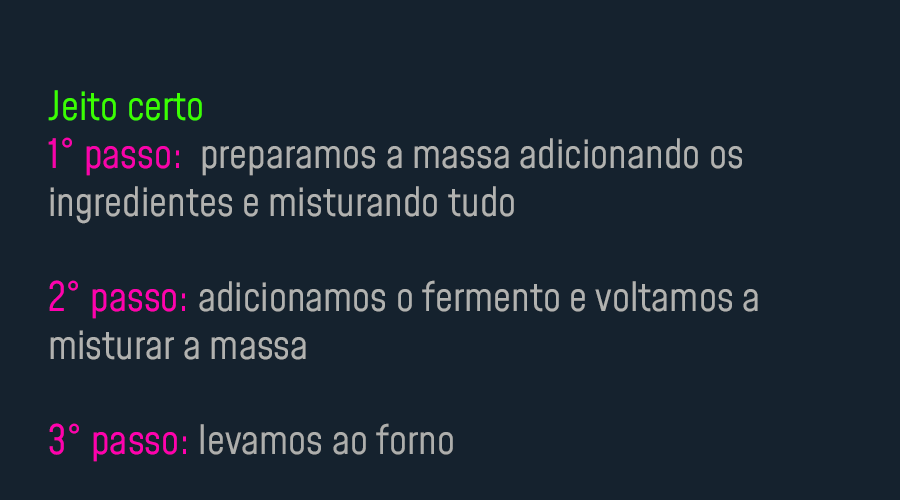 Jeito certo
1° passo: preparamos a massa adicionando os
ingredientes e misturando tudo
2° passo: adicionamos o fermento e voltamos a
misturar a massa
3° passo: levamos ao forno